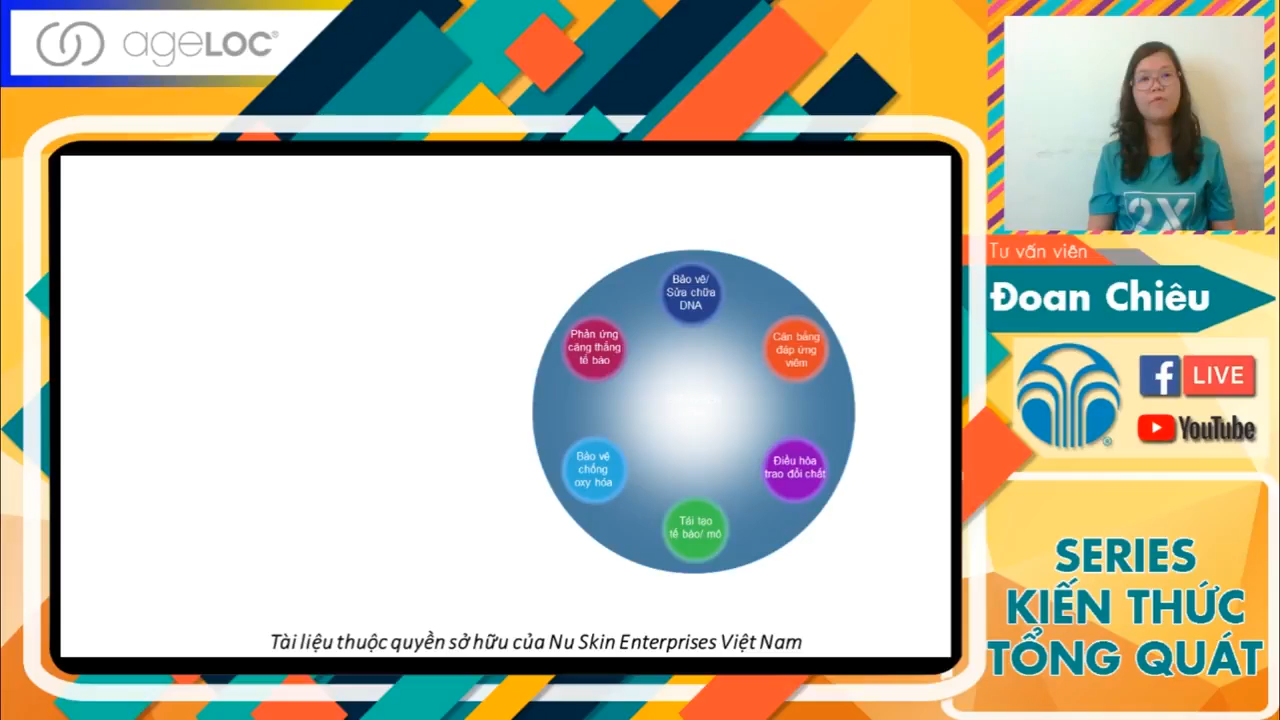 ageLOC®
Tư vấn viên
Đoan Chiêu
LIVE
YouTube
SERIES
KIẾN THỨC
TỔNG QUÁT
2X
Bảo vệ/
Sửa chữa
DNA
Cân bằng
đáp ứng
viêm
Điều hòa
trao đổi chất
Tái tạo
tế bào/ mô
Bảo vệ
chống
oxy hóa
Phản ứng
căng thẳng
tế bào
Tài liệu thuộc quyền sở hữu của Nu Skin Enterprises Việt Nam